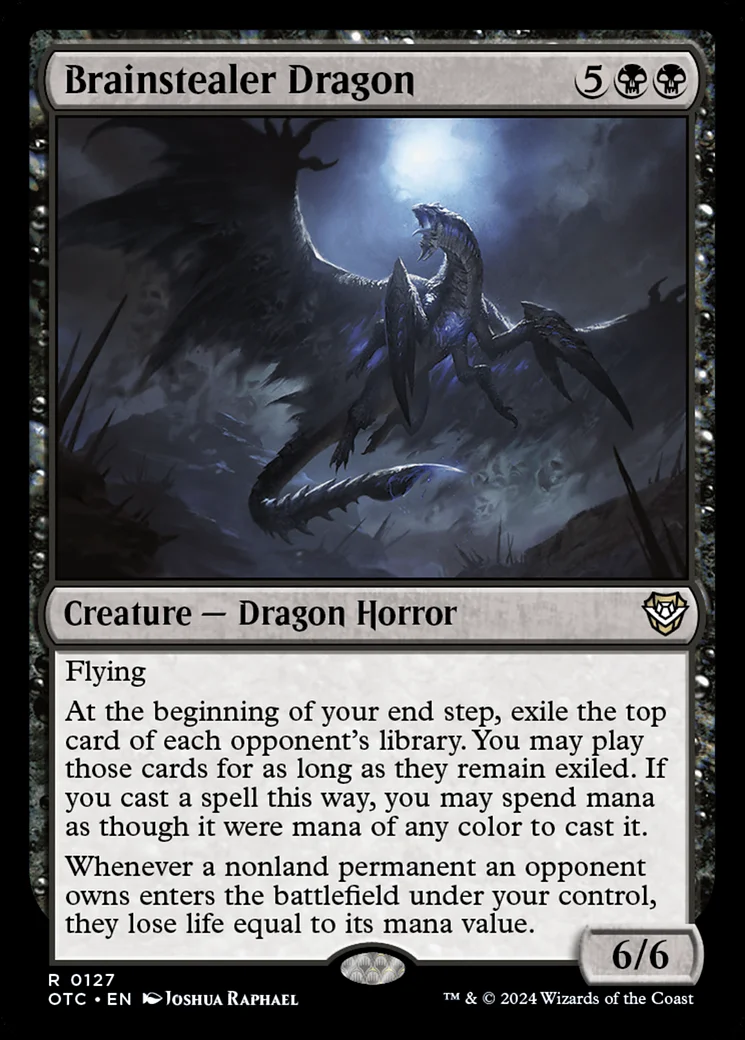 Brainstealer Dragon 5
Creature — Dragon Horror
Flying
At the beginning of your end step, exile the top
card of each opponent's library. You may play
those cards for as long as they remain exiled. If
you cast a spell this way, you may spend mana
as though it were mana of any color to cast it.
Whenever a nonland permanent an opponent
owns enters the battlefield under your control,
they lose life equal to its mana value.
6/6
R 0127
OTC • EN Joshua Raphael
™ & © 2024 Wizards of the Coast